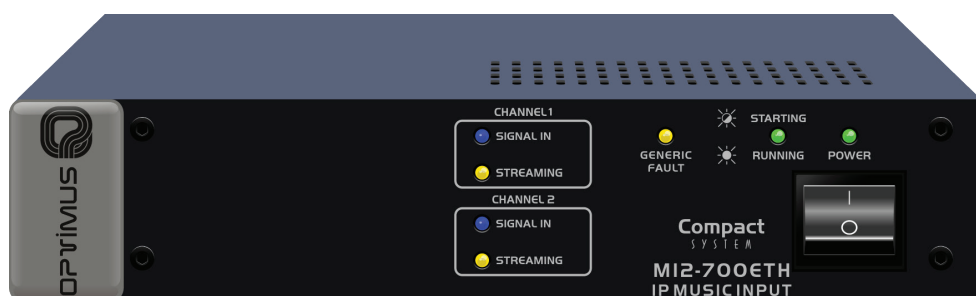 OPTIMUS
CHANNEL1
SIGNAL IN
STREAMING
CHANNEL 2
SIGNAL IN
STREAMING
GENERIC
FAULT
STARTING
RUNNING
POWER
Compact
SYSTEM
MI2-700ETH
IP MUSIC INPUT